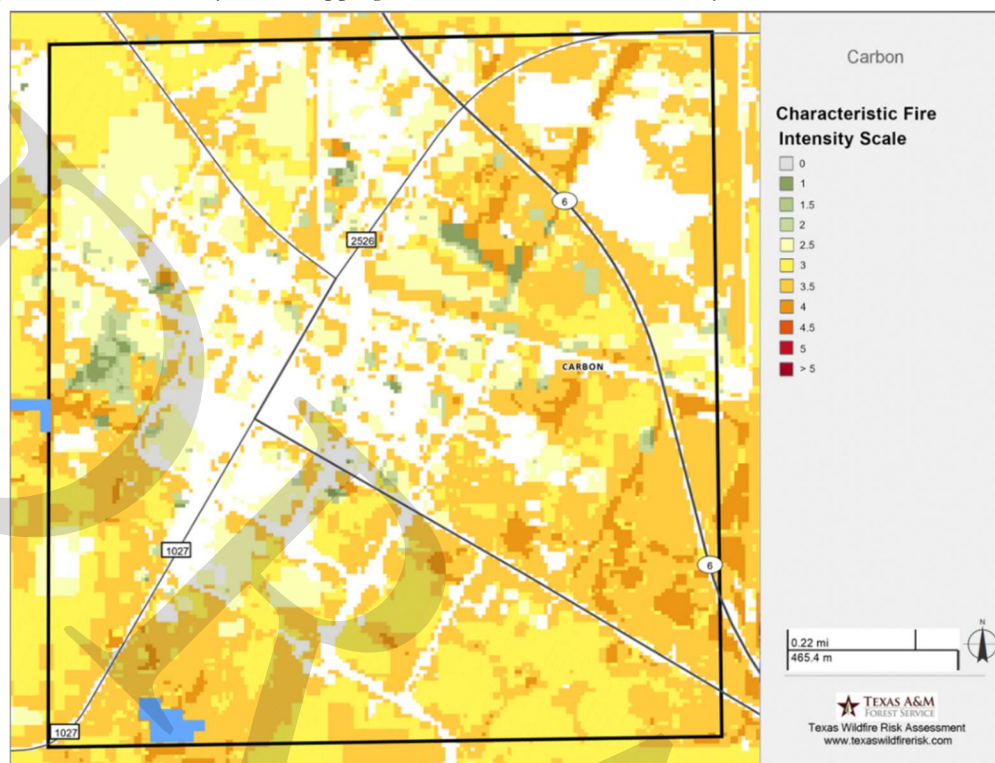 Carbon
Characteristic Fire
Intensity Scale
0
1
1.5
2
2.5
3
3.5
4
4.5
5
> 5
6
2526
CARBON
1027
6
1027
N
0.22 mi
465.4 m
TEXAS A&M
FOREST SERVICE
Texas Wildfire Risk Assessment
www.texaswildfirerisk.com